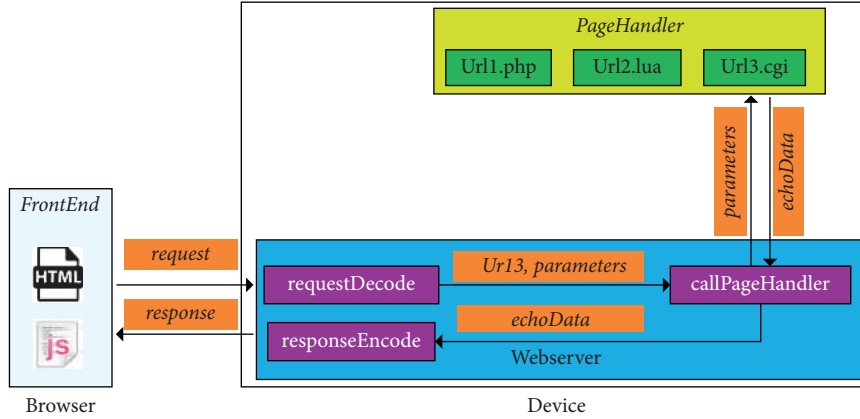 PageHandler
Url1.php
Url2.lua
Url3.cgi
parameters
echoData
FrontEnd
HTML
js
request
response
requestDecode
Ur13, parameters
callPageHandler
echoData
responseEncode
Webserver
Browser
Device